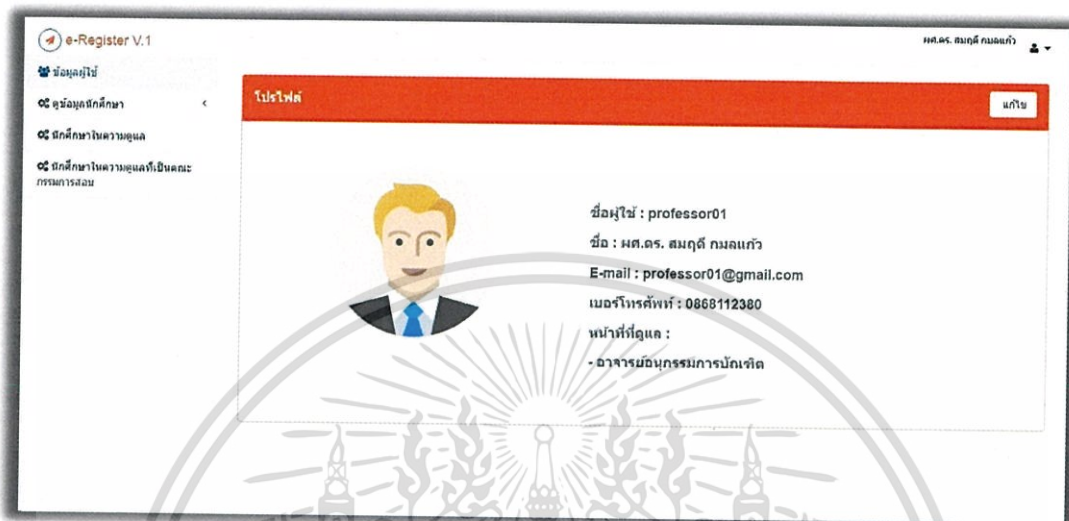 e-Register V.1
ผศ.ดร. สมฤดี กมลแก้ว
ข้อมูลผู้ใช้
ดูข้อมูลนักศึกษา
นักศึกษาในความดูแล
นักศึกษาในความดูแลที่เป็นคณะ
กรรมการสอบ
โปรไฟล์
แก้ไข
ชื่อผู้ใช้ : professor01
ชื่อ : ผศ.ดร. สมฤดี กมลแก้ว
E-mail : professor01@gmail.com
เบอร์โทรศัพท์ : 0868112380
หน้าที่ที่ดูแล :
- อาจารย์อนุกรรมการบัณฑิต